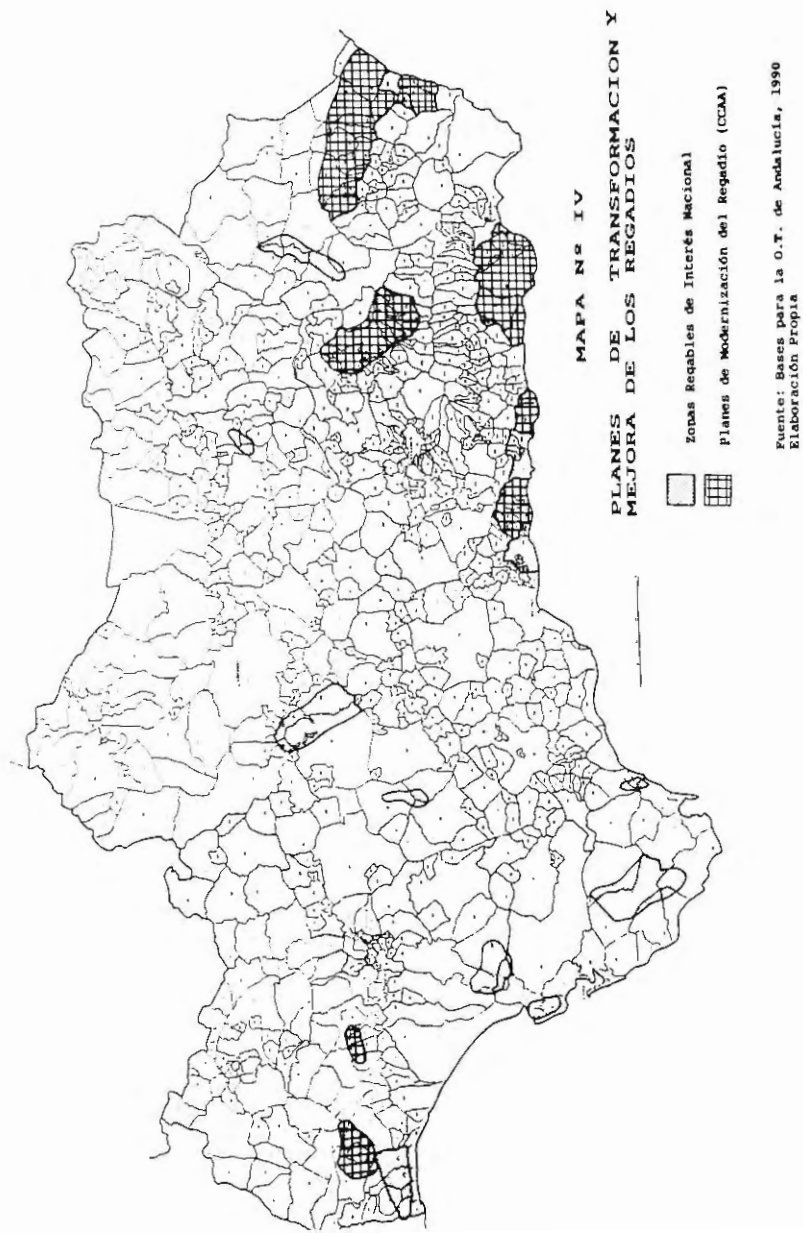 MAPA Nº IV
PLANES DE TRANSFORMACION Y
MEJORA DE LOS REGADIOS
Zonas Regables de Interés Nacional
Planes de Modernización del Regadío (CCAA)
Fuente: Bases para la O.T. de Andalucía, 1990
Elaboración Propia